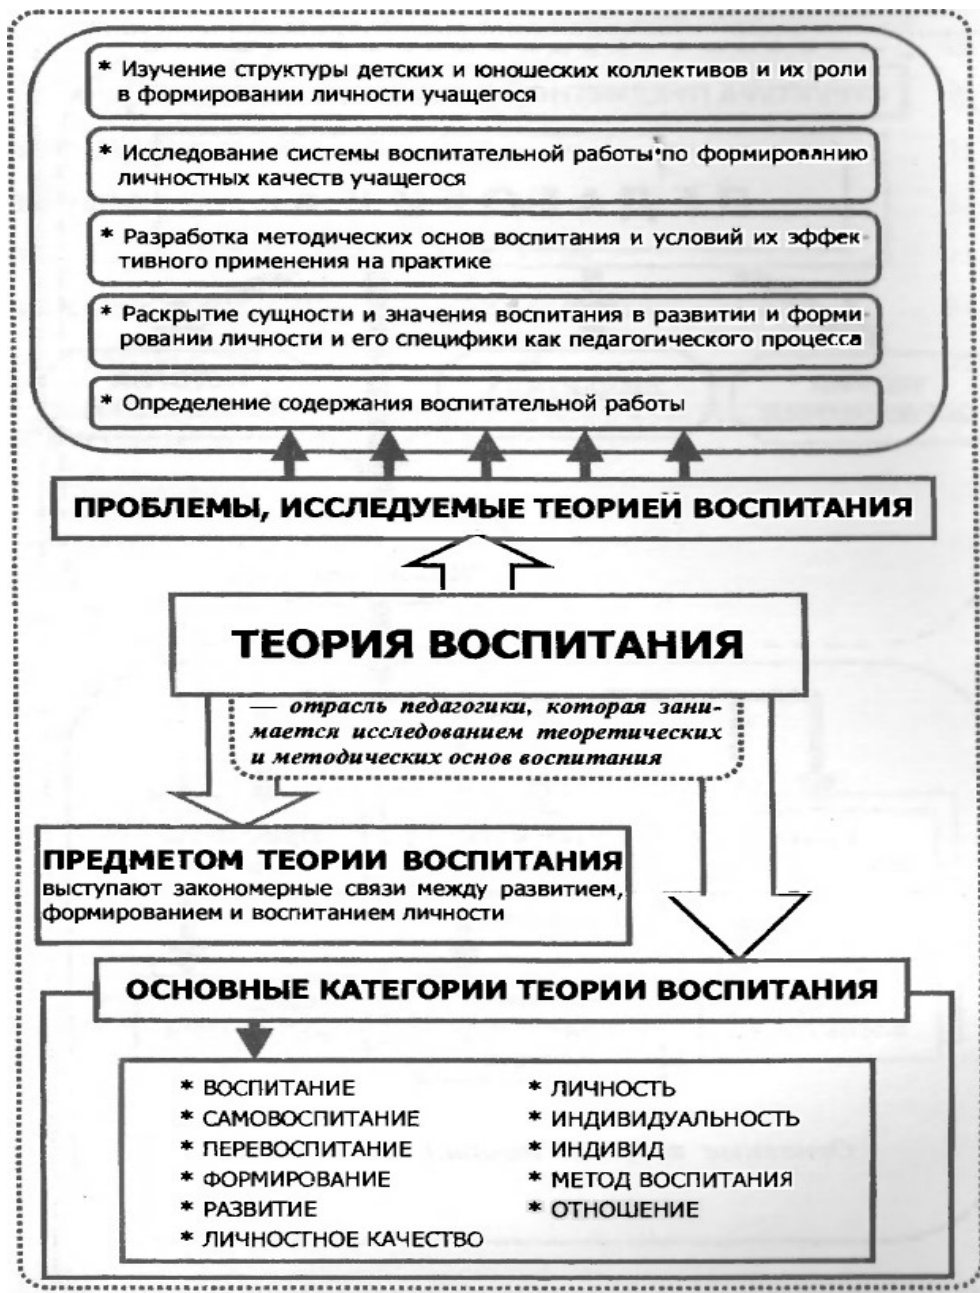 * Изучение структуры детских и юношеских коллективов и их роли
в формировании личности учащегося
* Исследование системы воспитательной работы по формированию
личностных качеств учащегося
* Разработка методических основ воспитания и условий их эффек-
тивного применения на практике
* Раскрытие сущности и значения воспитания в развитии и форми-
ровании личности и его специфики как педагогического процесса
* Определение содержания воспитательной работы
ПРОБЛЕМЫ, ИССЛЕДУЕМЫЕ ТЕОРИЕЙ ВОСПИТАНИЯ
ТЕОРИЯ ВОСПИТАНИЯ
— отрасль педагогики, которая зани-
мается исследованием теоретических
и методических основ воспитания
ПРЕДМЕТОМ ТЕОРИИ ВОСПИТАНИЯ
выступают закономерные связи между развитием,
формированием и воспитанием личности
ОСНОВНЫЕ КАТЕГОРИИ ТЕОРИИ ВОСПИТАНИЯ
* ВОСПИТАНИЕ
* САМОВОСПИТАНИЕ
* ПЕРЕВОСПИТАНИЕ
* ФОРМИРОВАНИЕ
* РАЗВИТИЕ
* ЛИЧНОСТНОЕ КАЧЕСТВО
* ЛИЧНОСТЬ
* ИНДИВИДУАЛЬНОСТЬ
* ИНДИВИД
* МЕТОД ВОСПИТАНИЯ
* ОТНОШЕНИЕ